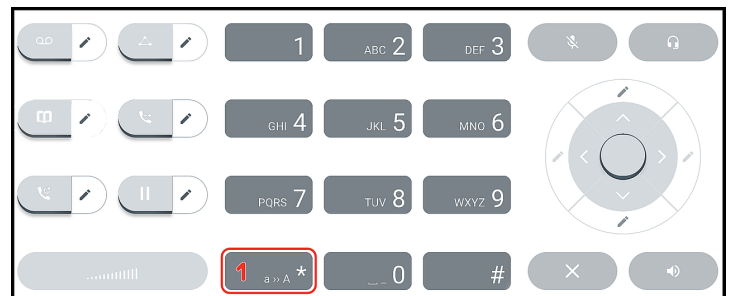 1
ABC 2
DEF 3
GHI 4
JKL 5
MNO 6
PQRS 7
TUV 8
WXYZ 9
1 a ›› A *
0
#